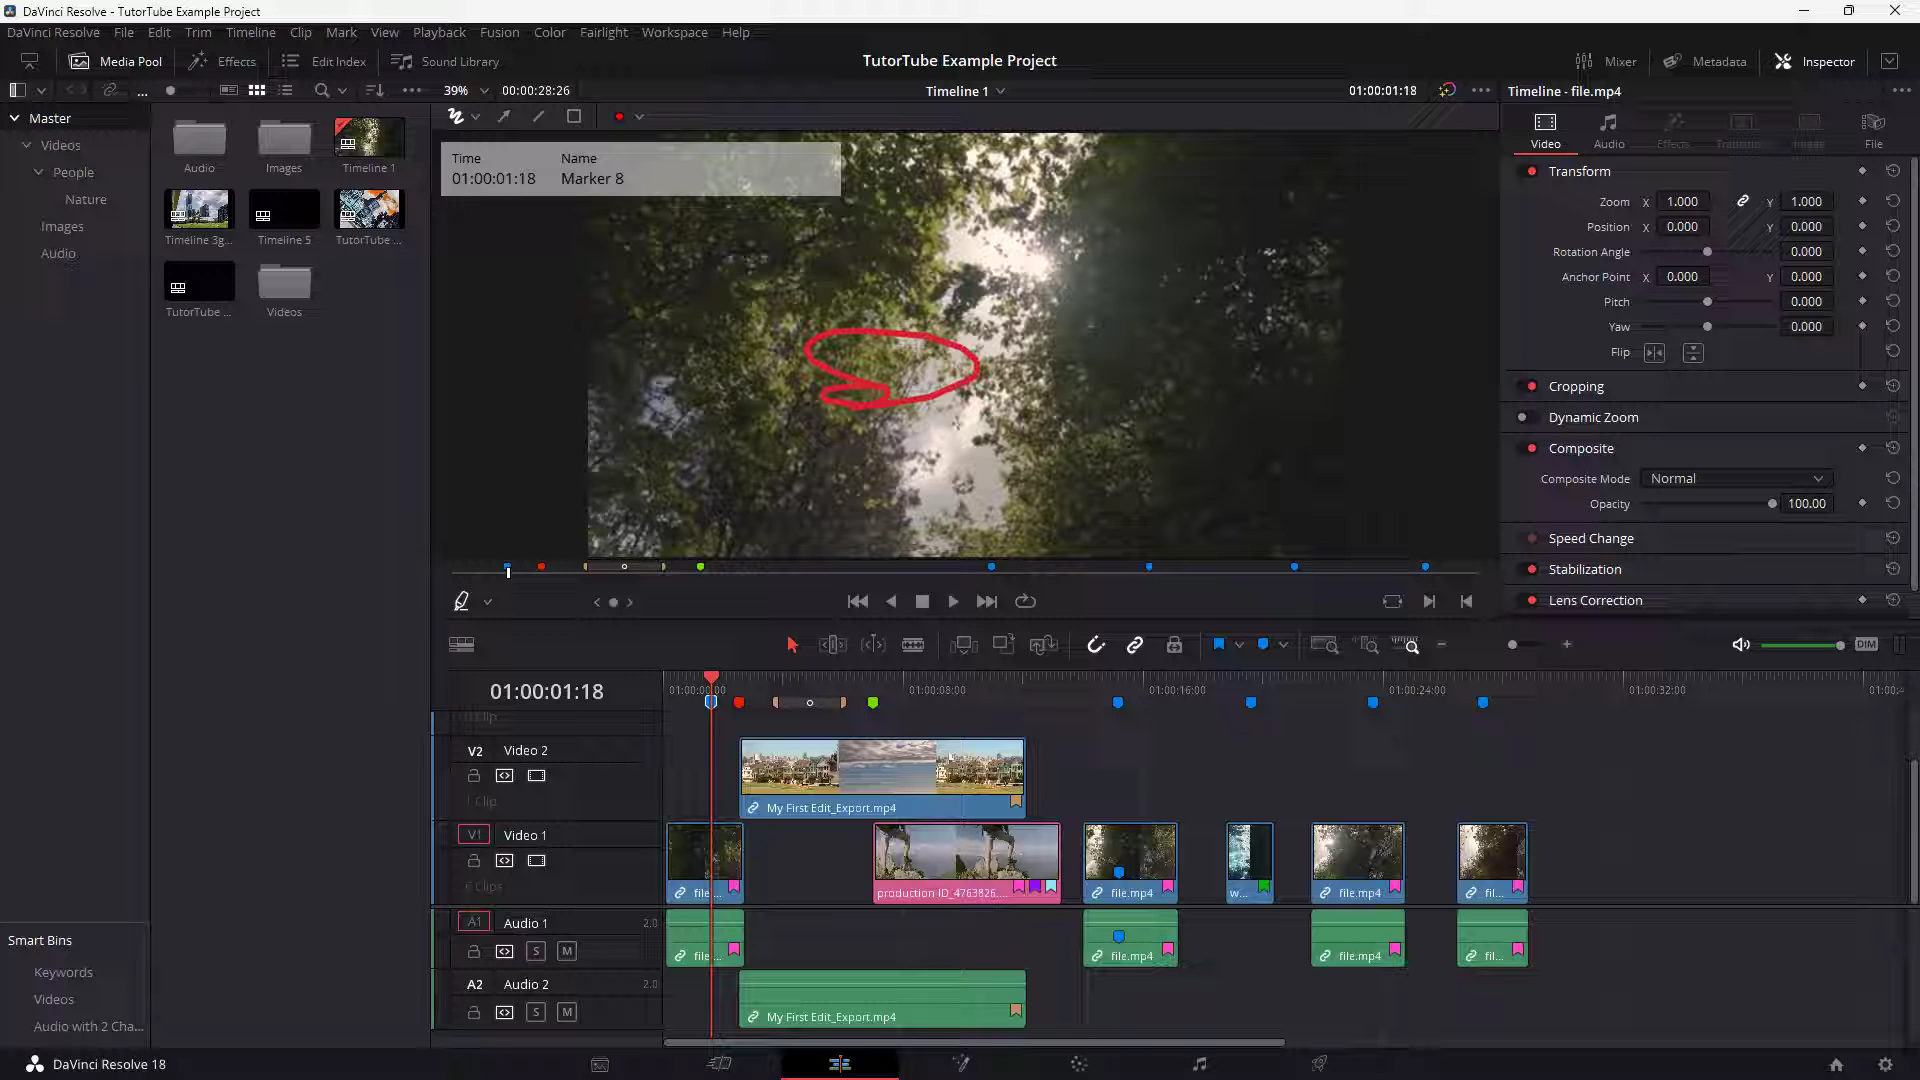 DaVinci Resolve - TutorTube Example Project
DaVinci Resolve File Edit Trim Timeline Clip Mark View Playback Fusion Color Fairlight Workspace Help
Media Pool Effects Edit Index Sound Library
TutorTube Example Project
Mixer Metadata Inspector
39% 00:00:28:26
Timeline 1
01:00:01:18
Timeline - file.mp4
Master
Videos
People
Nature
Images
Audio
Audio Images Timeline 1
Timeline 3g... Timeline 5 TutorTube ...
TutorTube ... Videos
Time Name
01:00:01:18 Marker 8
Video Audio Effects File
Transform
Zoom X 1.000 Y 1.000
Position X 0.000 Y 0.000
Rotation Angle 0.000
Anchor Point X 0.000 Y 0.000
Pitch 0.000
Yaw 0.000
Flip
Cropping
Dynamic Zoom
Composite
Composite Mode Normal
Opacity 100.00
Speed Change
Stabilization
Lens Correction
DIM
01:00:01:18
01:00:00:00 01:00:08:00 01:00:16:00 01:00:24:00 01:00:32:00 01:00:4
V2 Video 2
1 Clip
My First Edit_Export.mp4
V1 Video 1
6 Clips
file... production ID_4763826.... file.mp4 w... file.mp4 fil...
A1 Audio 1 2.0
S M
file... file.mp4 file.mp4 fil...
A2 Audio 2 2.0
S M
My First Edit_Export.mp4
Smart Bins
Keywords
Videos
Audio with 2 Cha...
DaVinci Resolve 18